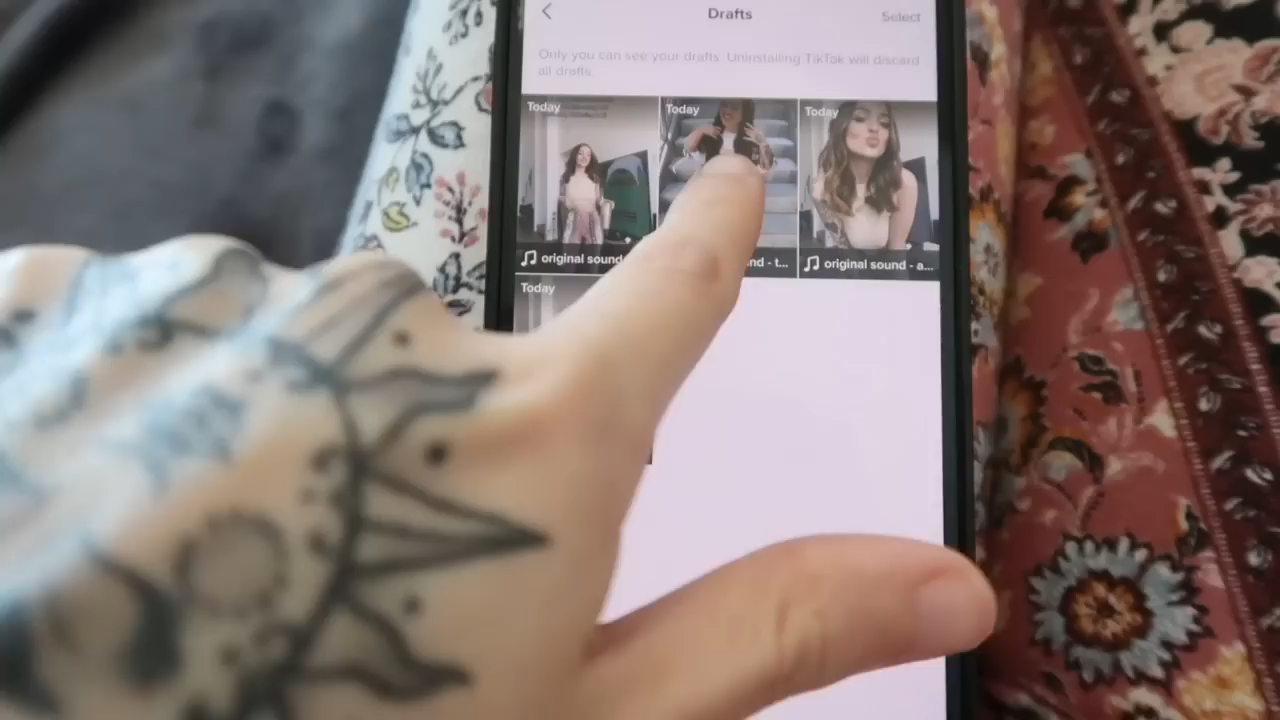 Drafts
Select
Only you can see your drafts. Uninstalling TikTok will discard
all drafts.
Today
Today
Today
original sound
nd - t...
original sound - a...
Today